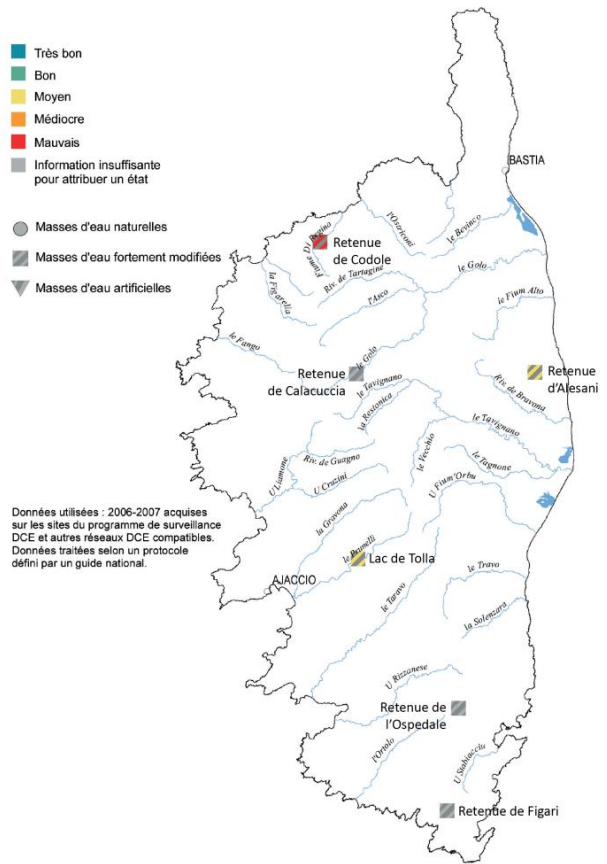 Très bon
Bon
Moyen
Médiocre
Mauvais
Information insuffisante
pour attribuer un état
Masses d'eau naturelles
Masses d'eau fortement modifiées
Masses d'eau artificielles
BASTIA
l'Ostriconi
le Bevinco
Fiume Di Regino
Retenue
de Codole
Riv. de Tartagine
le Golo
la Figarella
l'Asco
le Fium Alto
le Fango
le Golo
Retenue
de Calacuccia
Retenue
d'Alesani
le Tavignano
la Restonica
Riv. de Bravona
le Tavignano
le Vecchio
le Tagnone
Riv. de Guagno
U Liamone
U Cruzini
U Fium'Orbu
la Gravona
Données utilisées : 2006-2007 acquises
sur les sites du programme de surveillance
DCE et autres réseaux DCE compatibles.
Données traitées selon un protocole
défini par un guide national.
le Prunelli
Lac de Tolla
AJACCIO
le Travo
le Taravo
la Solenzara
U Rizzanese
Retenue de
l'Ospedale
l'Ortolo
U Stabiacciu
Retenue de Figari